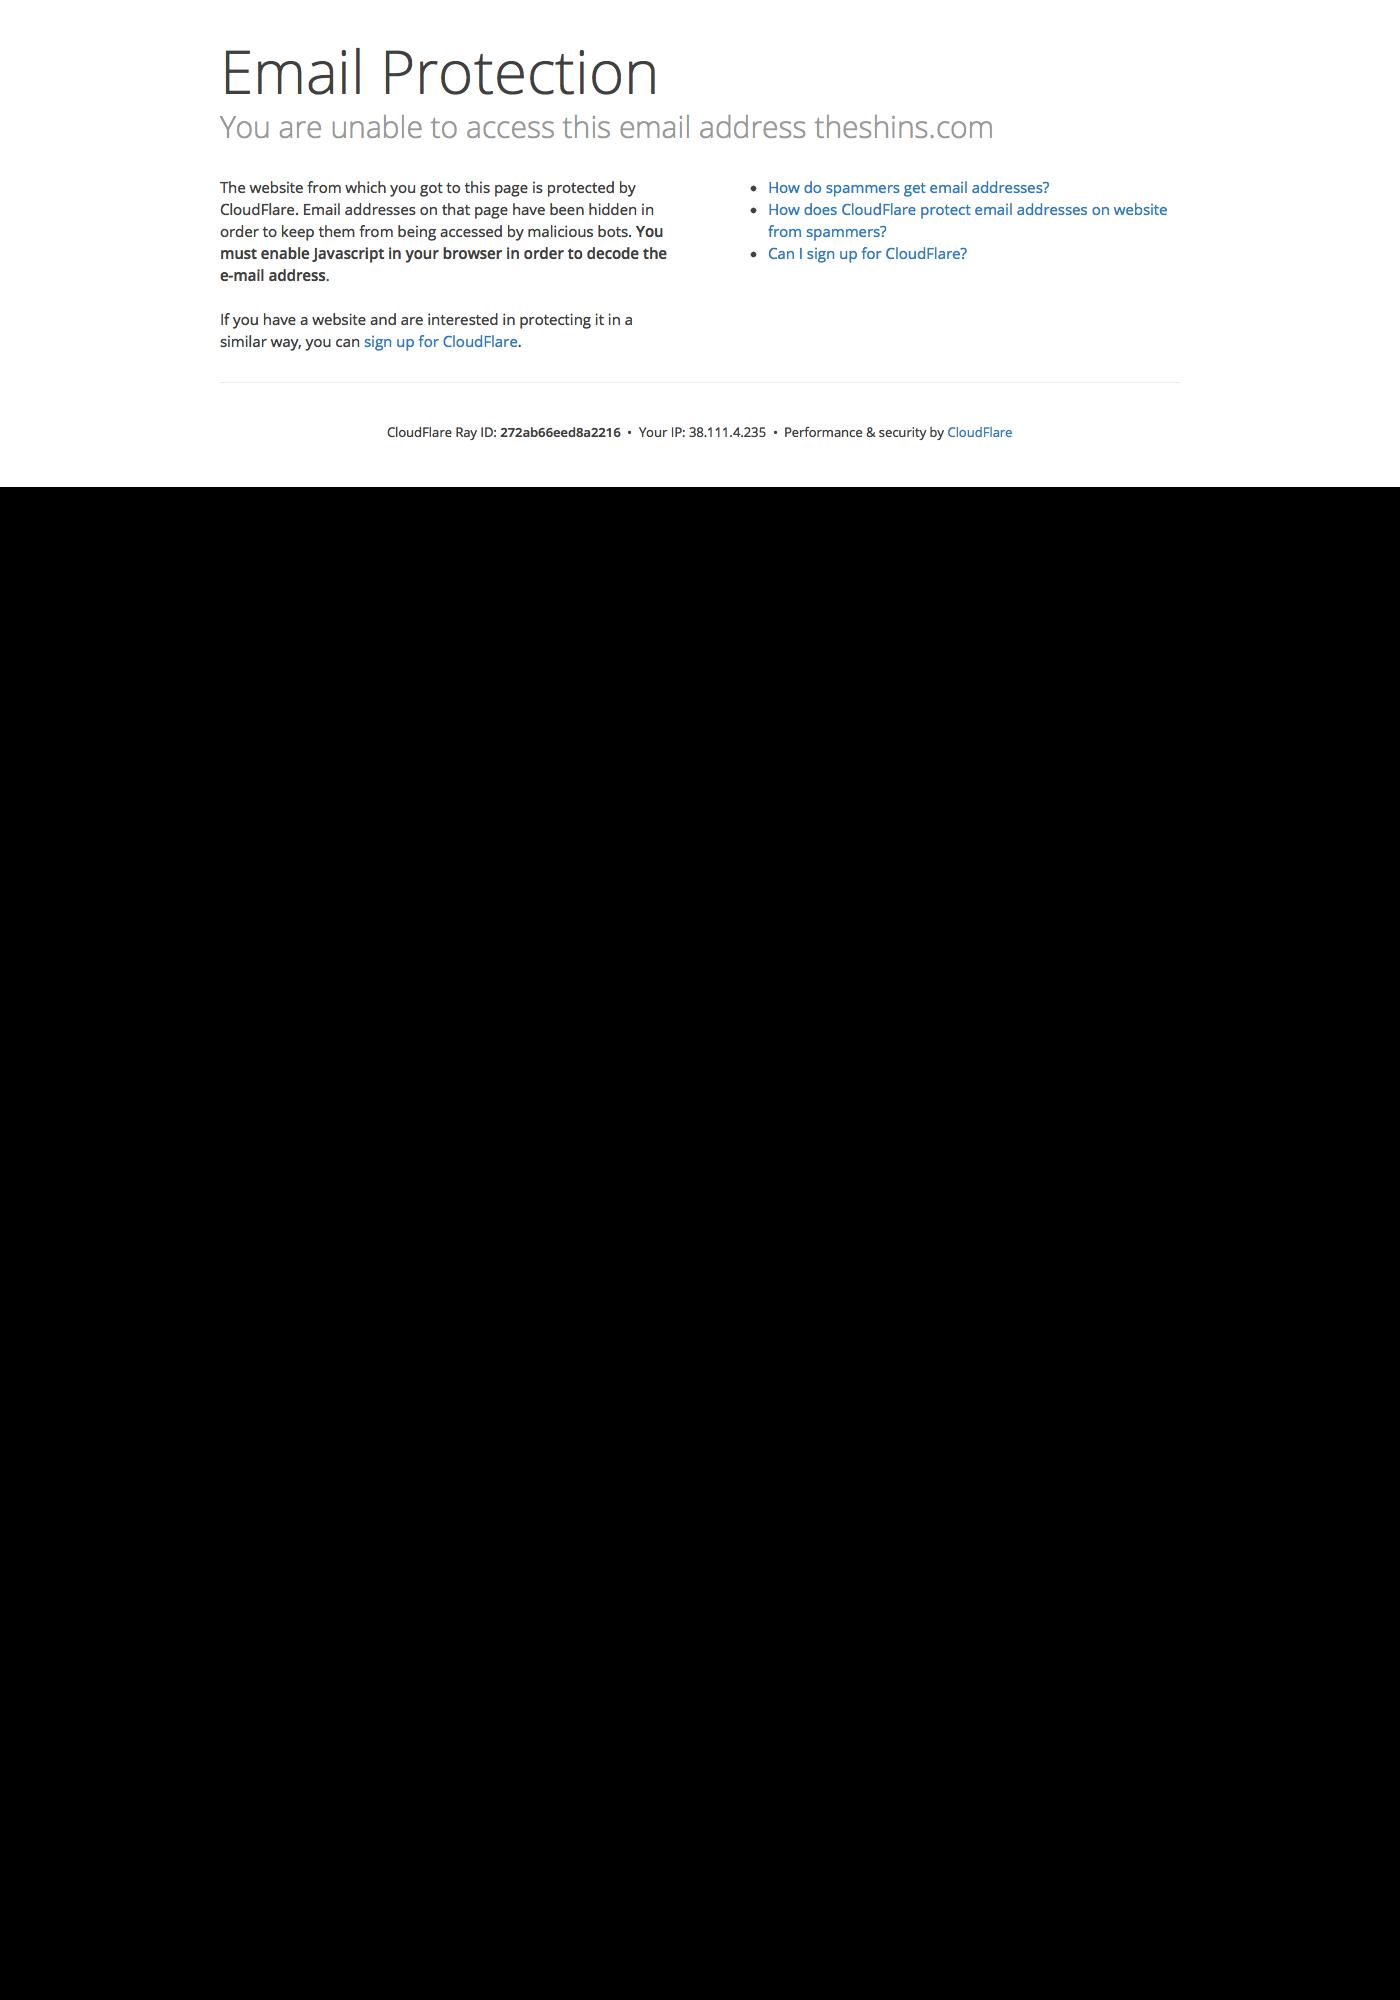 Email Protection
You are unable to access this email address theshins.com
The website from which you got to this page is protected by
CloudFlare. Email addresses on that page have been hidden in
order to keep them from being accessed by malicious bots. You
must enable Javascript in your browser in order to decode the
e-mail address.
If you have a website and are interested in protecting it in a
similar way, you can sign up for CloudFlare.
• How do spammers get email addresses?
• How does CloudFlare protect email addresses on website
from spammers?
• Can I sign up for CloudFlare?
CloudFlare Ray ID: 272ab66eed8a2216 • Your IP: 38.111.4.235 • Performance & security by CloudFlare